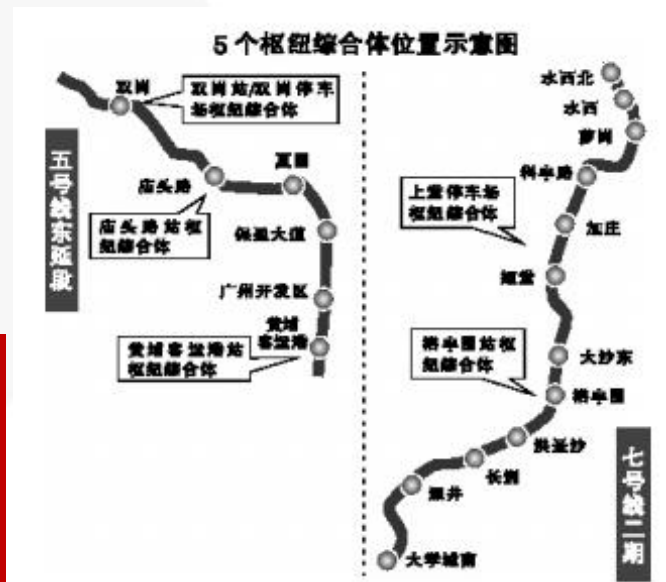 5个枢纽综合体位置示意图
五号线东延段
双岗
双岗站/双岗停车
场枢纽综合体
庙头路
夏园
庙头路站枢
纽综合体
保盈大道
广州开发区
黄埔
客运港
黄埔客运港站
枢纽综合体
水西北
水西
萝岗
科丰路
上堂停车场
枢纽综合体
加庄
姬堂
大沙东
裕丰围站枢
纽综合体
裕丰围
洪圣沙
长洲
深井
大学城南
七号线二期